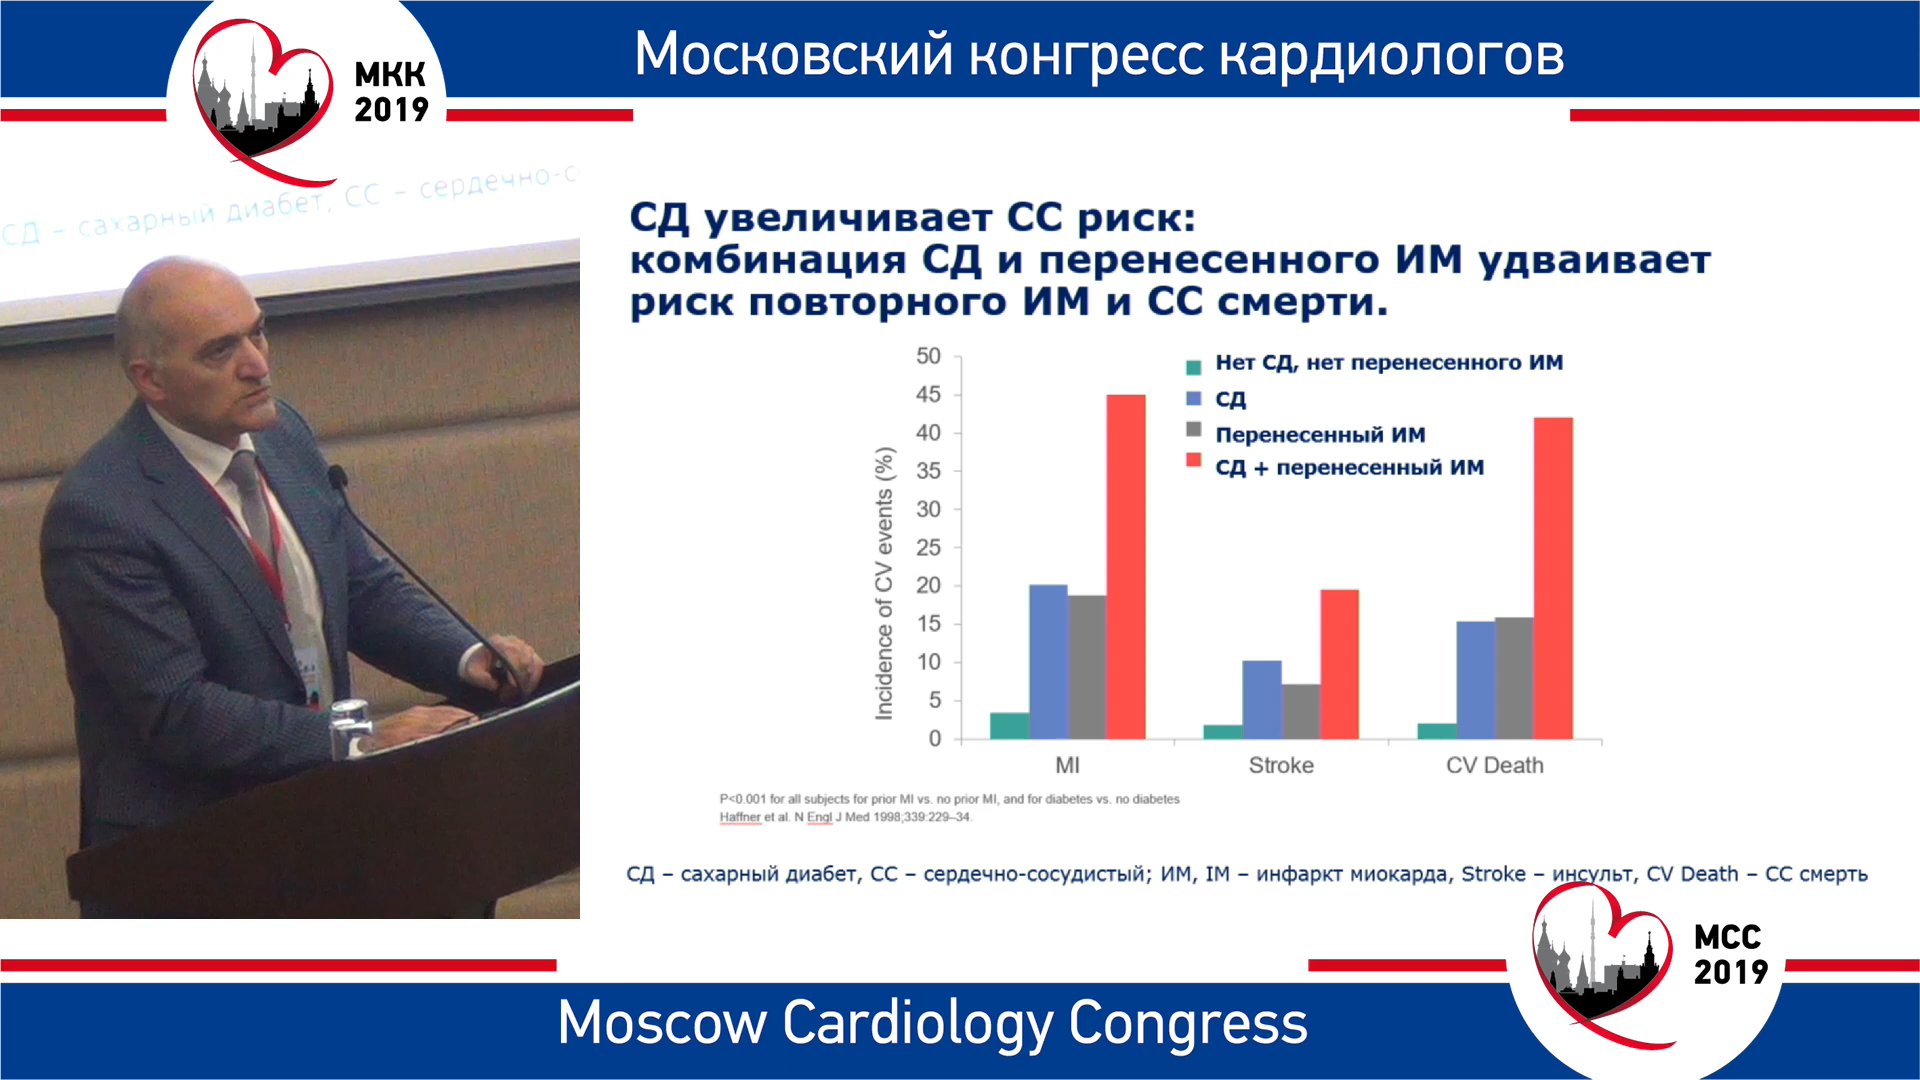 Московский конгресс кардиологов
МКК
2019
СД – сахарный диабет, СС – сердечно-с
СД увеличивает СС риск:
комбинация СД и перенесенного ИМ удваивает
риск повторного ИМ и СС смерти.
50
45
40
35
30
25
20
15
10
5
0
Incidence of CV events (%)
Нет СД, нет перенесенного ИМ
СД
Перенесенный ИМ
СД + перенесенный ИМ
MI
Stroke
CV Death
P<0.001 for all subjects for prior MI vs. no prior MI, and for diabetes vs. no diabetes
Haffner et al. N Engl J Med 1998;339:229–34.
СД – сахарный диабет, СС – сердечно-сосудистый; ИМ, IM – инфаркт миокарда, Stroke – инсульт, CV Death – СС смерть
MCC
2019
Moscow Cardiology Congress